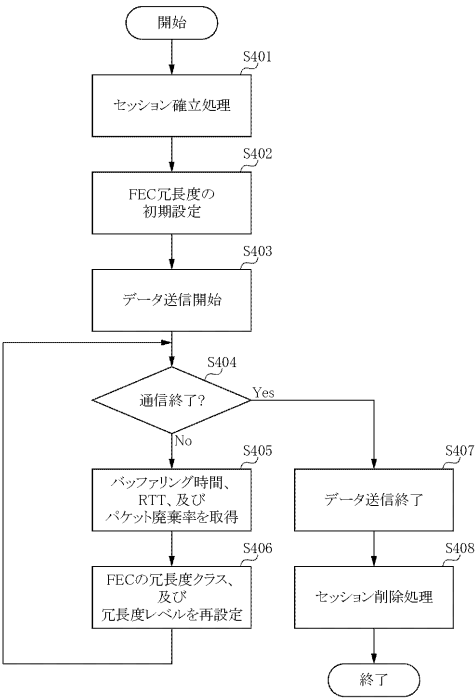 開始
S401
セッション確立処理
S402
FEC冗長度の
初期設定
S403
データ送信開始
S404
通信終了?
Yes
No
S405
バッファリング時間、
RTT、及び
パケット廃棄率を取得
S406
FECの冗長度クラス、
及び
冗長度レベルを再設定
S407
データ送信終了
S408
セッション削除処理
終了